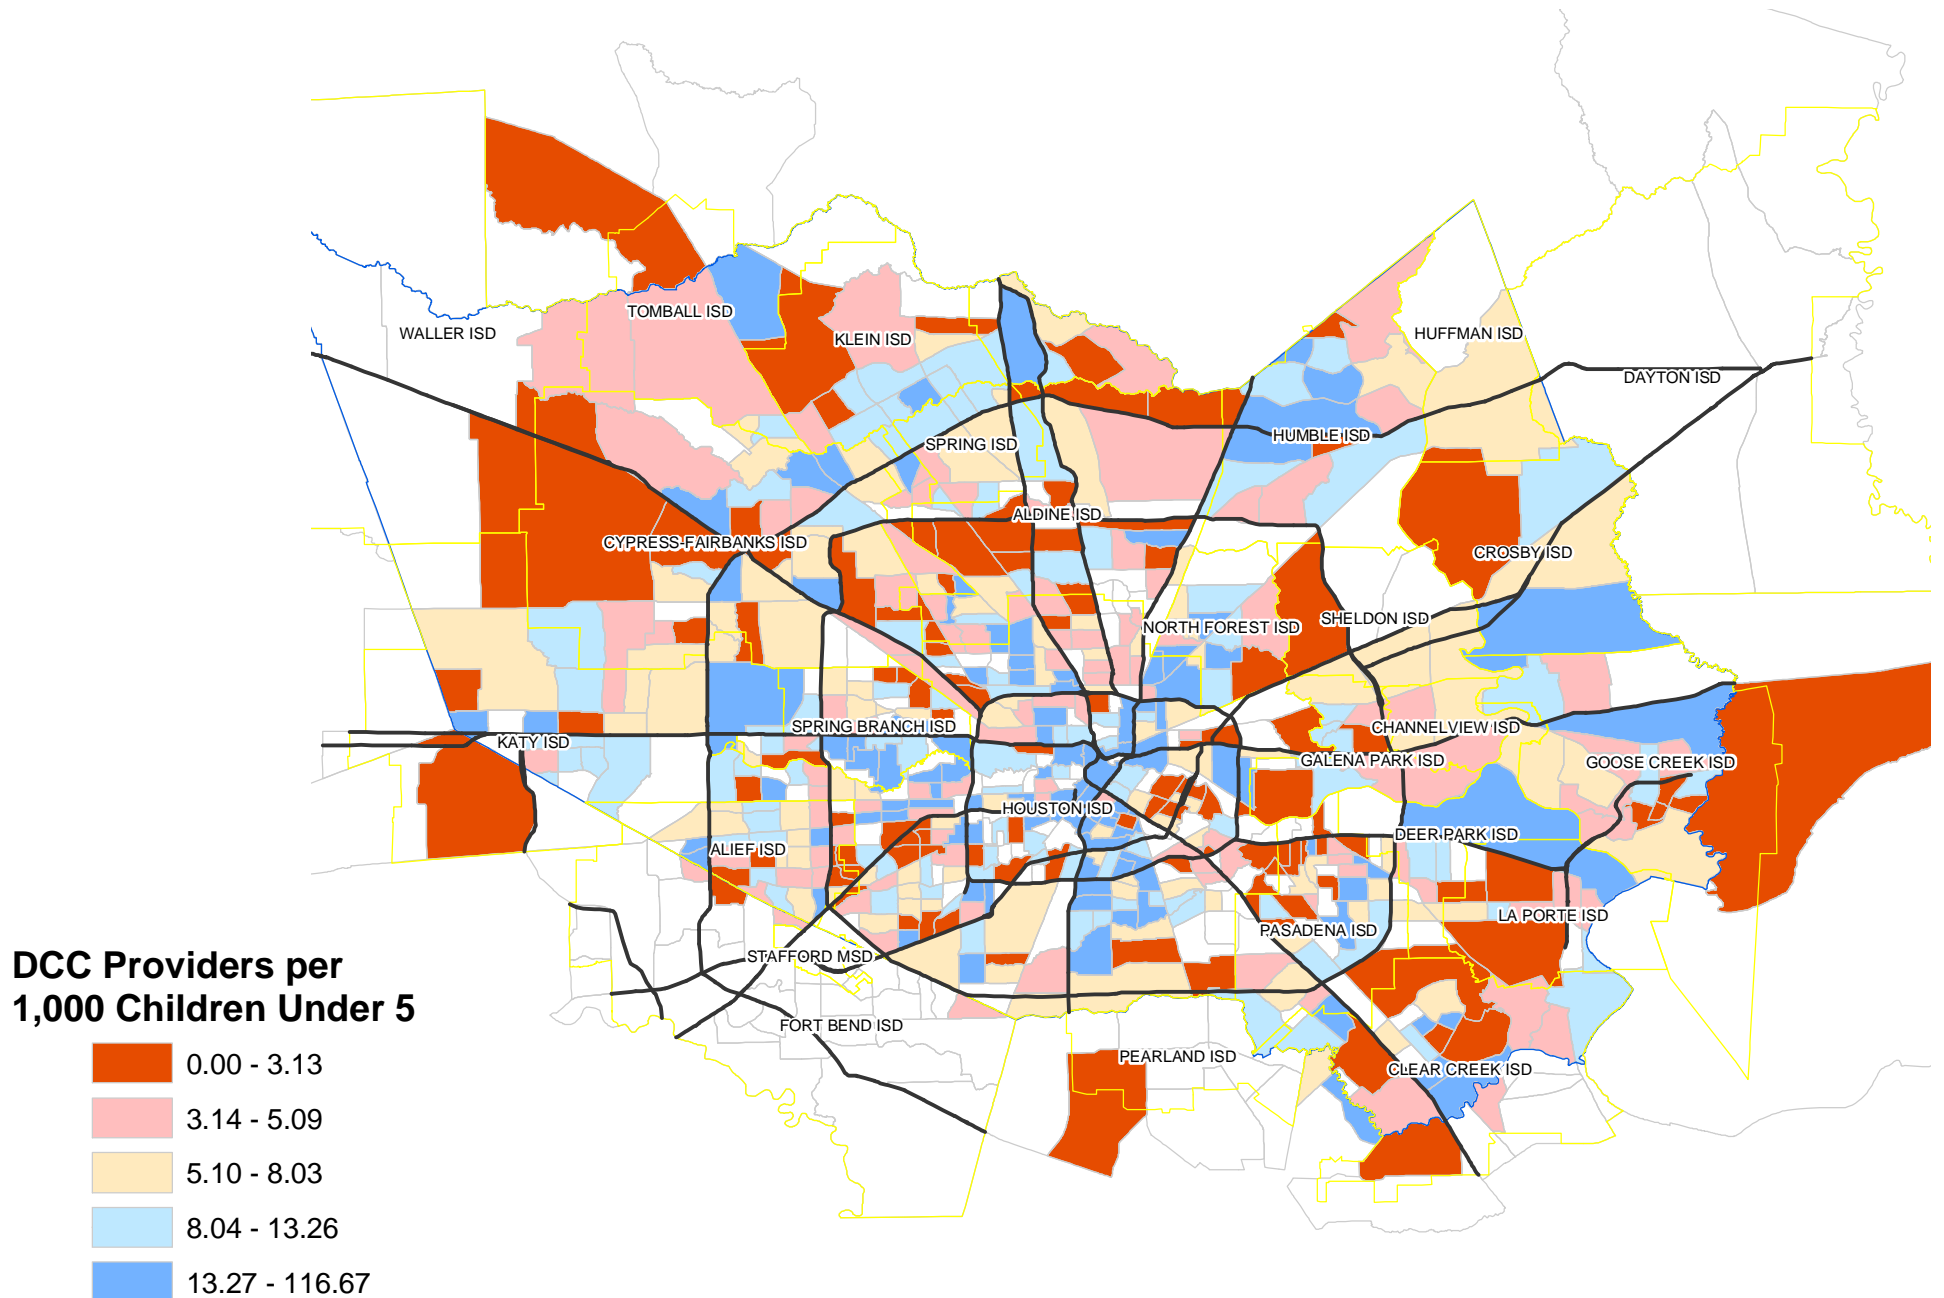 WALLER ISD
TOMBALL ISD
KLEIN ISD
HUFFMAN ISD
DAYTON ISD
SPRING ISD
HUMBLE ISD
ALDINE ISD
CYPRESS-FAIRBANKS ISD
CROSBY ISD
NORTH FOREST ISD
SHELDON ISD
SPRING BRANCH ISD
CHANNELVIEW ISD
KATY ISD
GALENA PARK ISD
GOOSE CREEK ISD
HOUSTON ISD
DEER PARK ISD
ALIEF ISD
LA PORTE ISD
PASADENA ISD
STAFFORD MSD
FORT BEND ISD
PEARLAND ISD
CLEAR CREEK ISD
DCC Providers per
1,000 Children Under 5
0.00 - 3.13
3.14 - 5.09
5.10 - 8.03
8.04 - 13.26
13.27 - 116.67